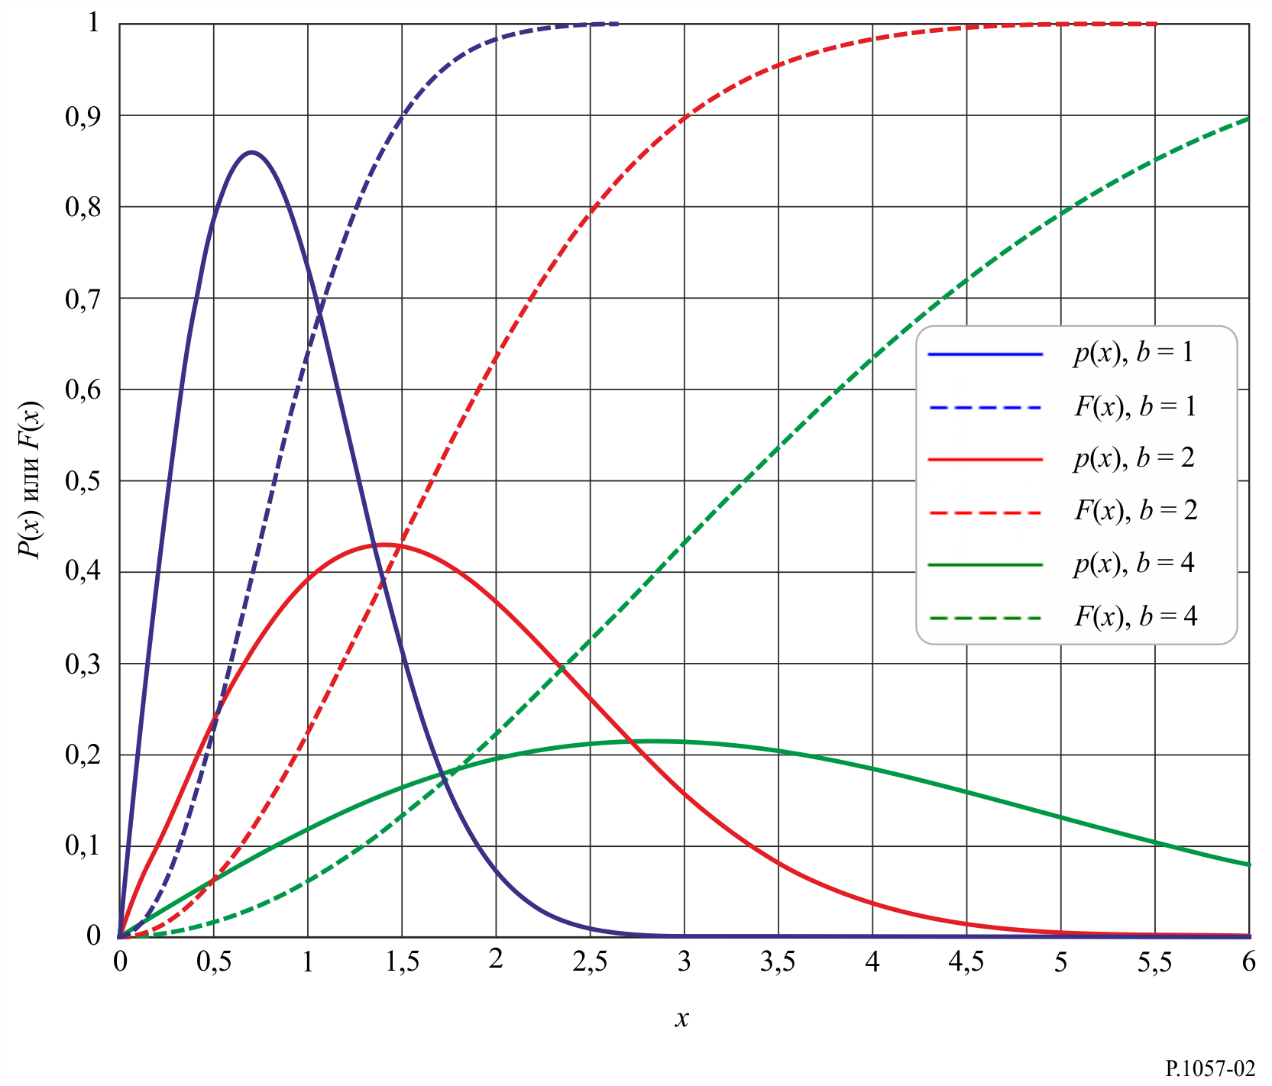 P(x) или F(x)
1
0,9
0,8
0,7
0,6
0,5
0,4
0,3
0,2
0,1
0
p(x), b = 1
F(x), b = 1
p(x), b = 2
F(x), b = 2
p(x), b = 4
F(x), b = 4
0 0,5 1 1,5 2 2,5 3 3,5 4 4,5 5 5,5 6
x
P.1057-02